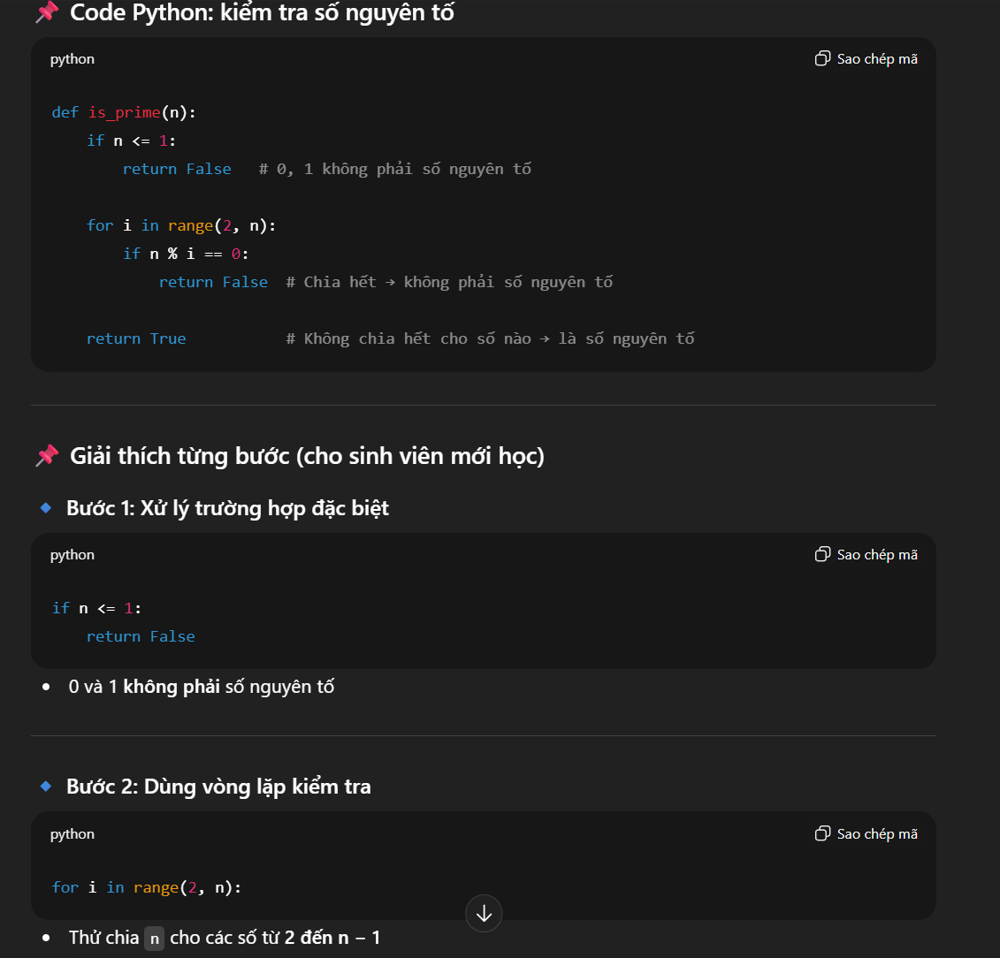 📌 Code Python: kiểm tra số nguyên tố
python
Sao chép mã
def is_prime(n):
    if n <= 1:
        return False   # 0, 1 không phải số nguyên tố
    for i in range(2, n):
        if n % i == 0:
            return False  # Chia hết → không phải số nguyên tố
    return True           # Không chia hết cho số nào → là số nguyên tố
📌 Giải thích từng bước (cho sinh viên mới học)
🔹 Bước 1: Xử lý trường hợp đặc biệt
python
Sao chép mã
if n <= 1:
    return False
• 0 và 1 không phải số nguyên tố
🔹 Bước 2: Dùng vòng lặp kiểm tra
python
Sao chép mã
for i in range(2, n):
• Thử chia n cho các số từ 2 đến n − 1